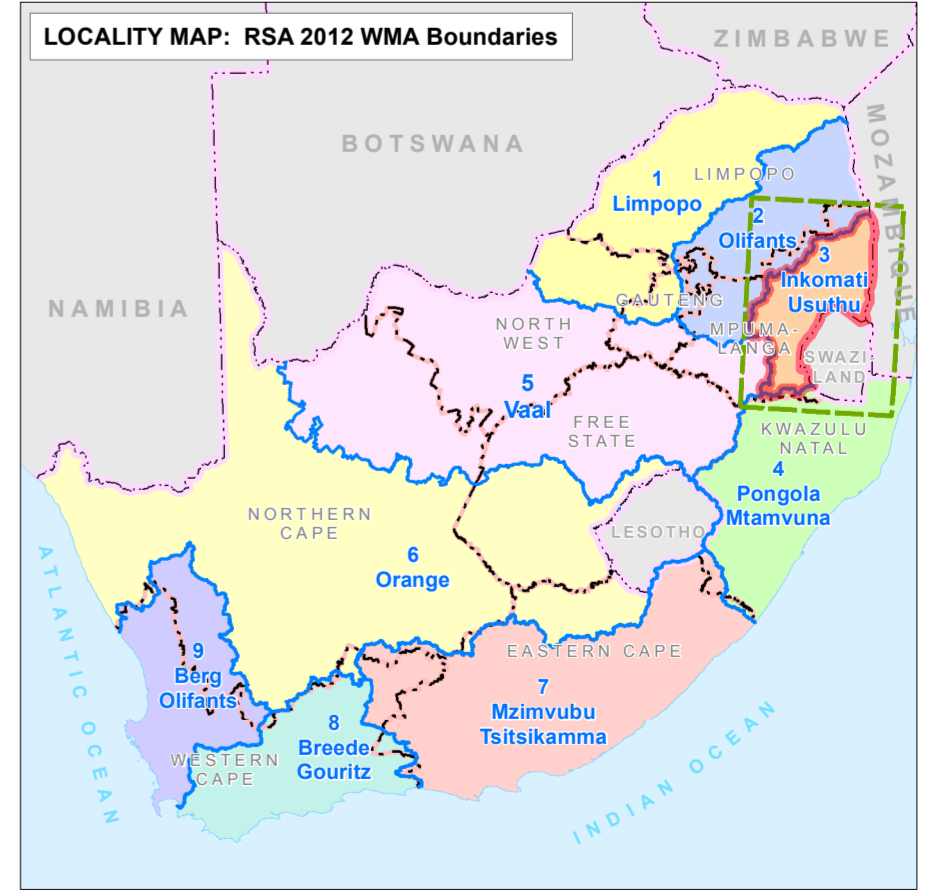 LOCALITY MAP: RSA 2012 WMA Boundaries
ZIMBABWE
MOZAMBIQUE
BOTSWANA
1
Limpopo
LIMPOPO
2
Olifants
3
Inkomati
Usuthu
NAMIBIA
GAUTENG
NORTH
WEST
MPUMA-
LANGA
SWAZI-
LAND
5
Vaal
FREE
STATE
KWAZULU
NATAL
4
Pongola
Mtamvuna
NORTHERN
CAPE
LESOTHO
6
Orange
ATLANTIC OCEAN
EASTERN CAPE
9
Berg
Olifants
7
Mzimvubu
Tsitsikamma
8
Breede
Gouritz
WESTERN
CAPE
INDIAN OCEAN